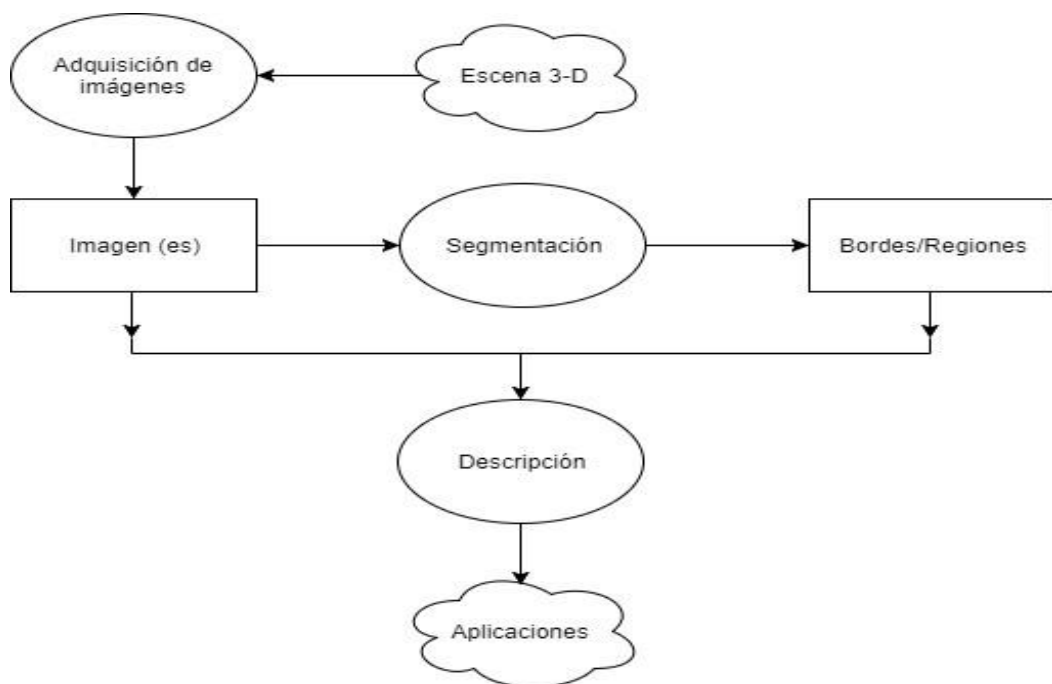 Adquisición de
imágenes
Escena 3-D
Imagen (es)
Segmentación
Bordes/Regiones
Descripción
Aplicaciones